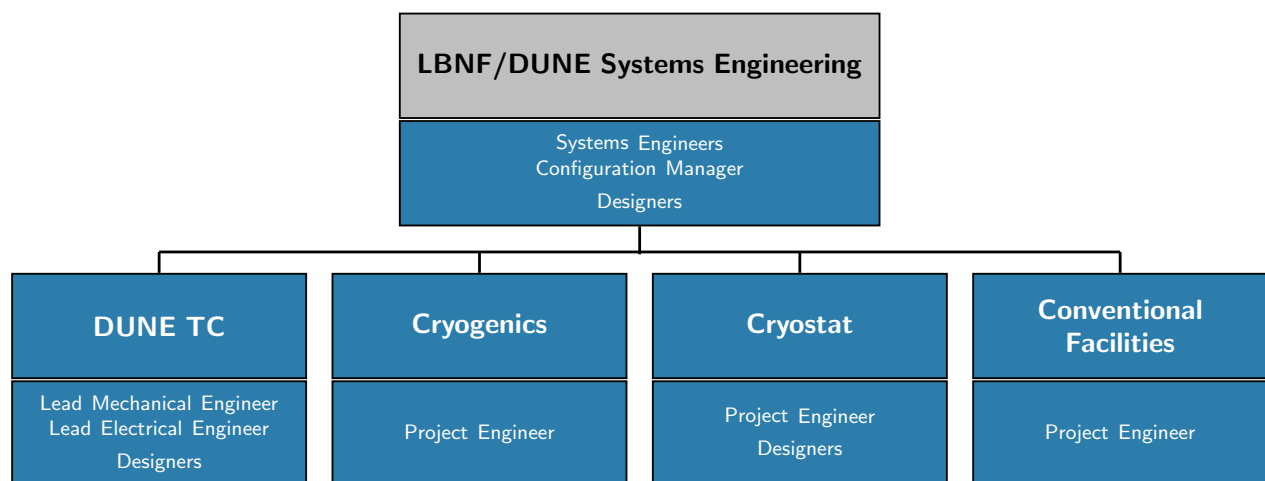 LBNF/DUNE Systems Engineering
Systems Engineers
Configuration Manager
Designers
DUNE TC
Lead Mechanical Engineer
Lead Electrical Engineer
Designers
Cryogenics
Project Engineer
Cryostat
Project Engineer
Designers
Conventional
Facilities
Project Engineer